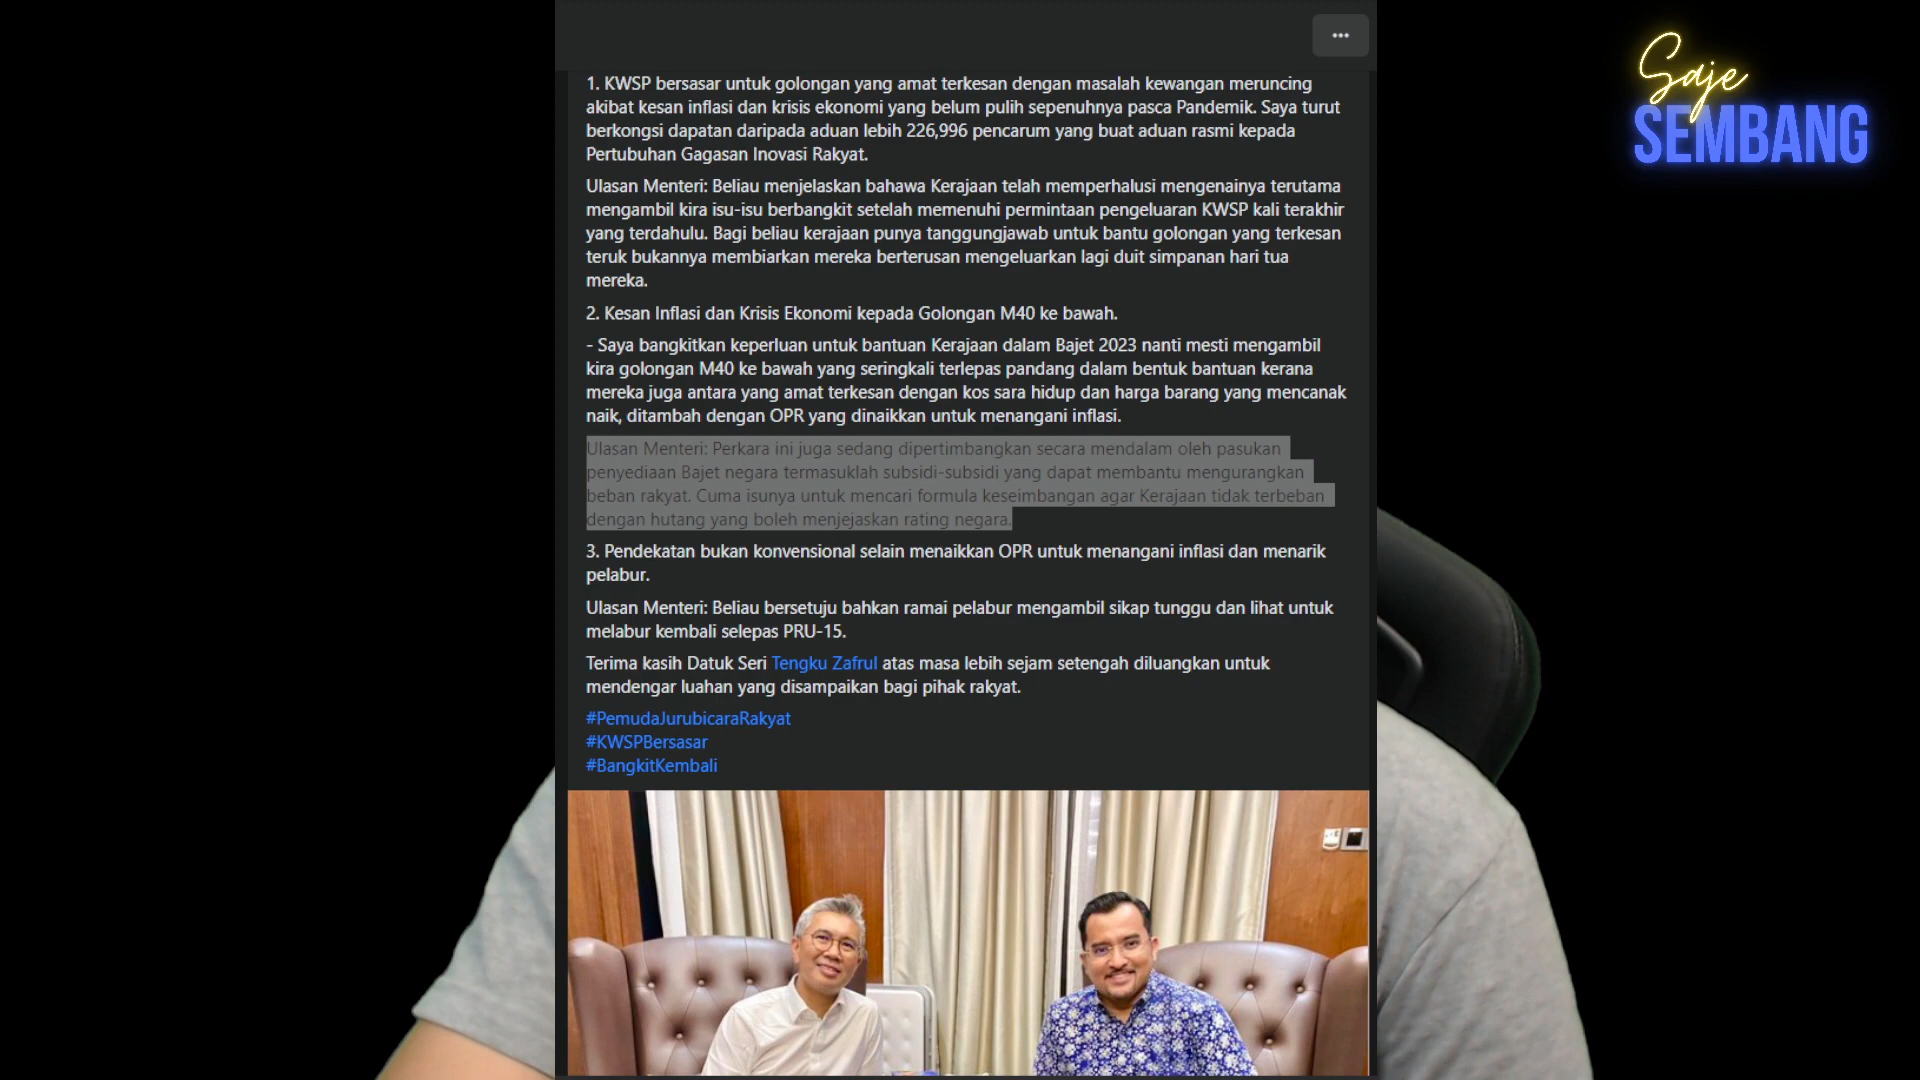 Saje
SEMBANG
1. KWSP bersasar untuk golongan yang amat terkesan dengan masalah kewangan meruncing
akibat kesan inflasi dan krisis ekonomi yang belum pulih sepenuhnya pasca Pandemik. Saya turut
berkongsi dapatan daripada aduan lebih 226,996 pencarum yang buat aduan rasmi kepada
Pertubuhan Gagasan Inovasi Rakyat.
Ulasan Menteri: Beliau menjelaskan bahawa Kerajaan telah memperhalusi mengenainya terutama
mengambil kira isu-isu berbangkit setelah memenuhi permintaan pengeluaran KWSP kali terakhir
yang terdahulu. Bagi beliau kerajaan punya tanggungjawab untuk bantu golongan yang terkesan
teruk bukannya membiarkan mereka berterusan mengeluarkan lagi duit simpanan hari tua
mereka.
2. Kesan Inflasi dan Krisis Ekonomi kepada Golongan M40 ke bawah.
- Saya bangkitkan keperluan untuk bantuan Kerajaan dalam Bajet 2023 nanti mesti mengambil
kira golongan M40 ke bawah yang seringkali terlepas pandang dalam bentuk bantuan kerana
mereka juga antara yang amat terkesan dengan kos sara hidup dan harga barang yang mencanak
naik, ditambah dengan OPR yang dinaikkan untuk menangani inflasi.
Ulasan Menteri: Perkara ini juga sedang dipertimbangkan secara mendalam oleh pasukan
penyediaan Bajet negara termasuklah subsidi-subsidi yang dapat membantu mengurangkan
beban rakyat. Cuma isunya untuk mencari formula keseimbangan agar Kerajaan tidak terbeban
dengan hutang yang boleh menjejaskan rating negara.
3. Pendekatan bukan konvensional selain menaikkan OPR untuk menangani inflasi dan menarik
pelabur.
Ulasan Menteri: Beliau bersetuju bahkan ramai pelabur mengambil sikap tunggu dan lihat untuk
melabur kembali selepas PRU-15.
Terima kasih Datuk Seri Tengku Zafrul atas masa lebih sejam setengah diluangkan untuk
mendengar luahan yang disampaikan bagi pihak rakyat.
#PemudaJurubicaraRakyat
#KWSPBersasar
#BangkitKembali